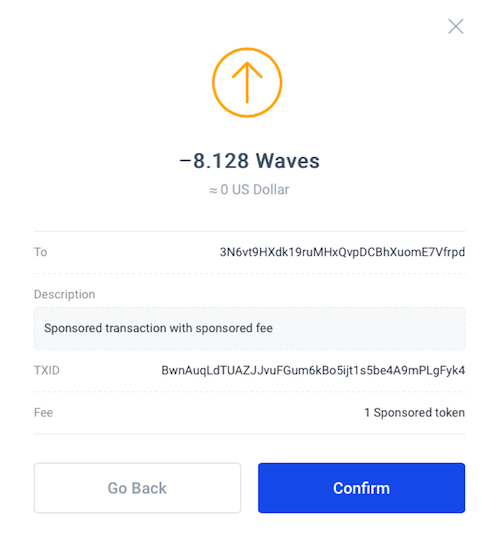 −8.128 Waves
≈ 0 US Dollar
To 3N6vt9HXdk19ruMHxQvpDCBhXuomE7Vfrpd
Description
Sponsored transaction with sponsored fee
TXID BwnAuqLdTUAZJJvuFGum6kBo5ijt1s5be4A9mPLgFyk4
Fee 1 Sponsored token
Go Back Confirm